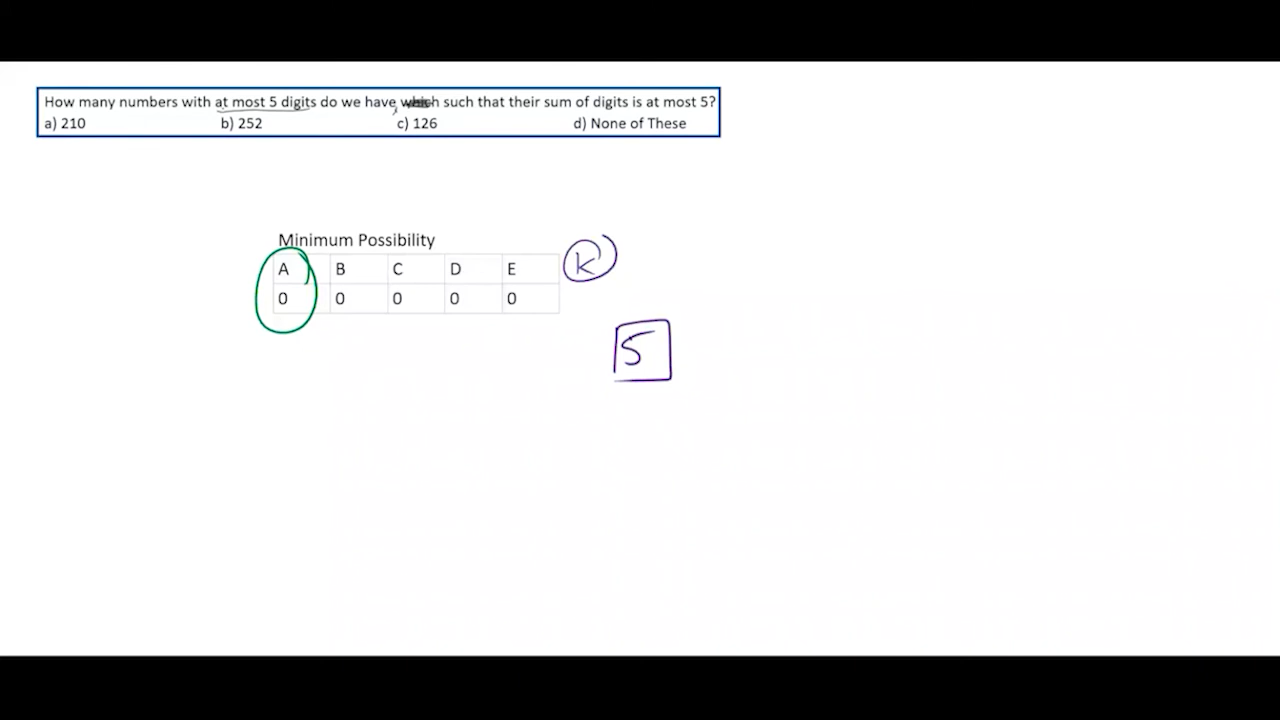 How many numbers with at most 5 digits do we have, such that their sum of digits is at most 5?
a) 210 b) 252 c) 126 d) None of These
Minimum Possibility
A B C D E K
0 0 0 0 0
5